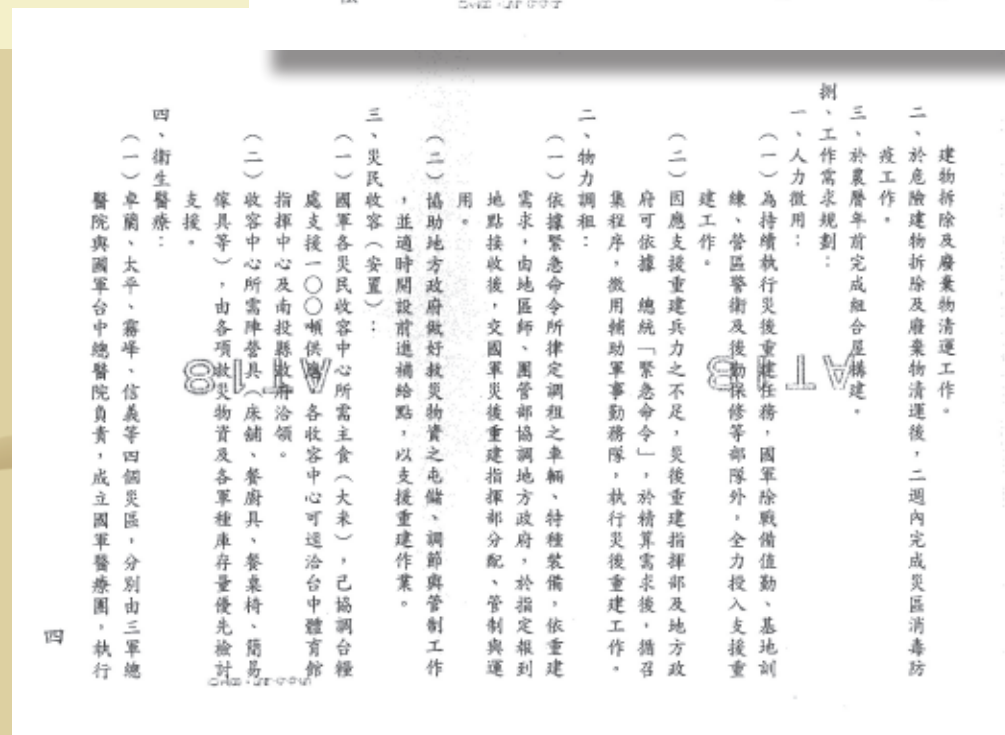 建物拆除及廢棄物清運工作。
二、於危險建物拆除及廢棄物清運後，二週內完成災區消毒防
疫工作。
三、於農曆年前完成組合屋構建。
捌、工作需求規劃：
一、人力徵用：
（一）為持續執行災後重建任務，國軍除戰備值勤、基地訓
練、營區警衛及後勤保修等部隊外，全力投入支援重
建工作。
（二）因應支援重建兵力之不足，災後重建指揮部及地方政
府可依據　總統「緊急命令」，於精算需求後，循召
集程序，徵用輔助軍事勤務隊，執行災後重建工作。
二、物力調租：
（一）依據緊急命令所律定調租之車輛、特種裝備，依重建
需求，由地區師、團管部協調地方政府，於指定報到
地點接收後，交國軍災後重建指揮部分配、管制與運
用。
（二）協助地方政府做好救災物資之屯儲、調節與管制工作
，並適時開設前進補給點，以支援重建作業。
三、災民收容（安置）：
（一）國軍各災民收容中心所需主食（大米），已協調台糧
處支援一〇〇噸供應，各收容中心可逕洽台中體育館
指揮中心及南投縣政府洽領。
（二）收容中心所需陣營具（床舖、餐廚具、餐桌椅、簡易
傢具等），由各項救災物資及各軍種庫存量優先檢討
支援。
四、衛生醫療：
（一）卓蘭、太平、霧峰、信義等四個災區，分別由三軍總
醫院與國軍台中總醫院負責，成立國軍醫療團，執行
四